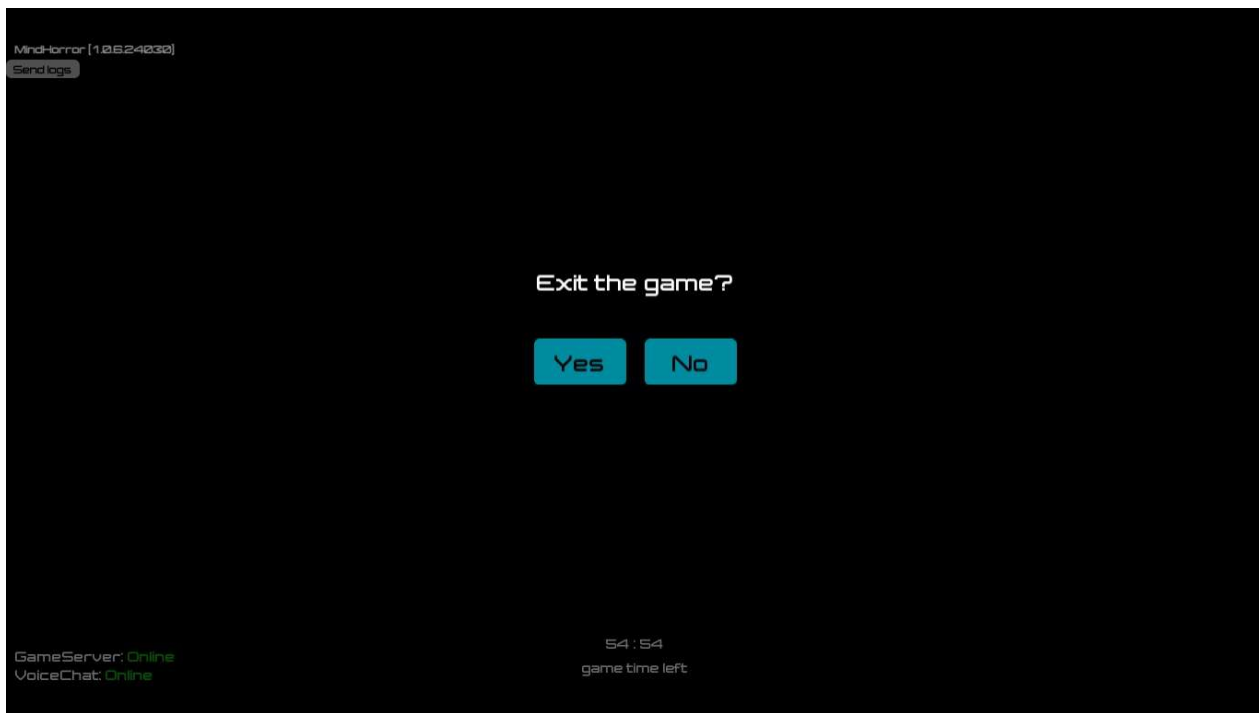 MindHorror [1.0.6.24030]
Send logs
Exit the game?
Yes No
54:54
game time left
GameServer: Online
VoiceChat: Online